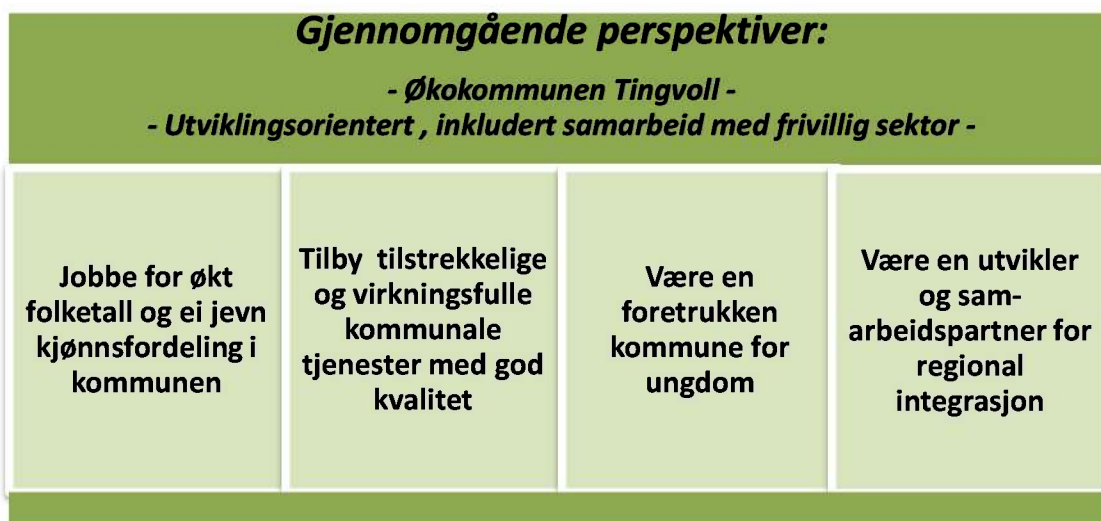 Gjennomgående perspektiver:
- Økokommunen Tingvoll -
- Utviklingsorientert , inkludert samarbeid med frivillig sektor -
Jobbe for økt
folketall og ei jevn
kjønnsfordeling i
kommunen
Tilby tilstrekkelige
og virkningsfulle
kommunale
tjenester med god
kvalitet
Være en
foretrukken
kommune for
ungdom
Være en utvikler
og sam-
arbeidspartner for
regional
integrasjon